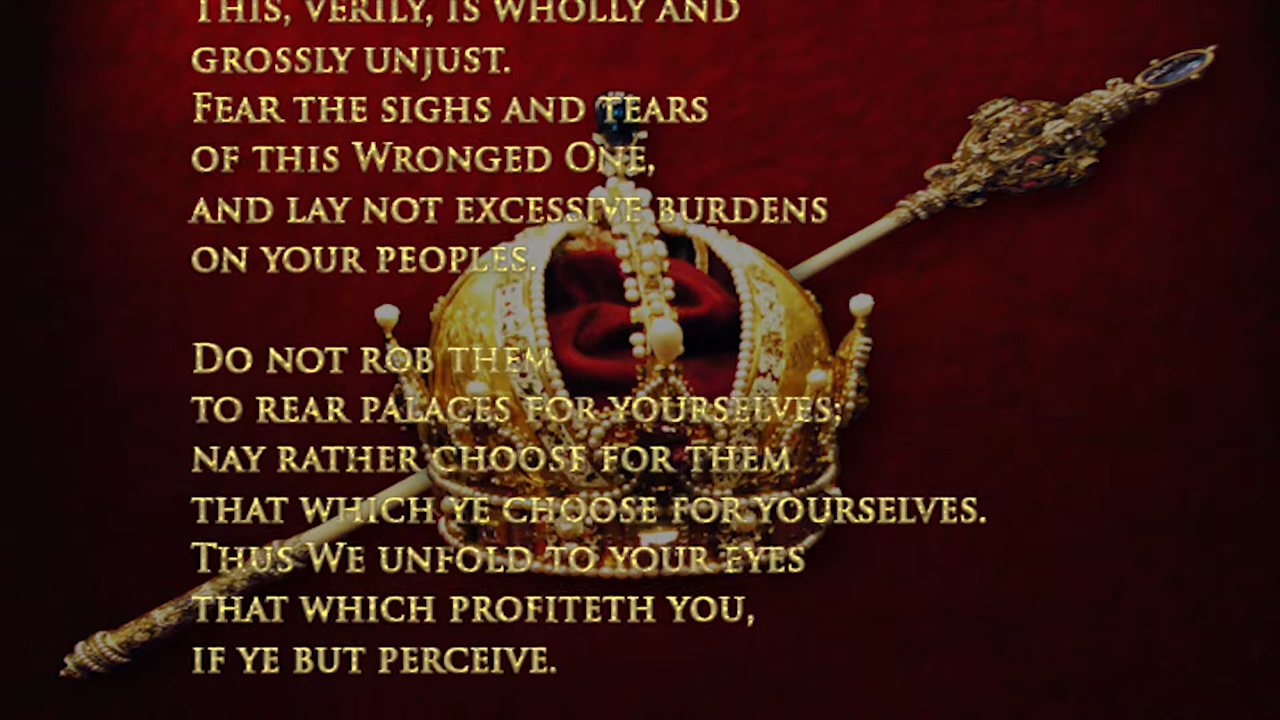 THIS, VERILY, IS WHOLLY AND
GROSSLY UNJUST.
FEAR THE SIGHS AND TEARS
OF THIS WRONGED ONE,
AND LAY NOT EXCESSIVE BURDENS
ON YOUR PEOPLES.
DO NOT ROB THEM
TO REAR PALACES FOR YOURSELVES;
NAY RATHER CHOOSE FOR THEM
THAT WHICH YE CHOOSE FOR YOURSELVES.
THUS WE UNFOLD TO YOUR EYES
THAT WHICH PROFITETH YOU,
IF YE BUT PERCEIVE.